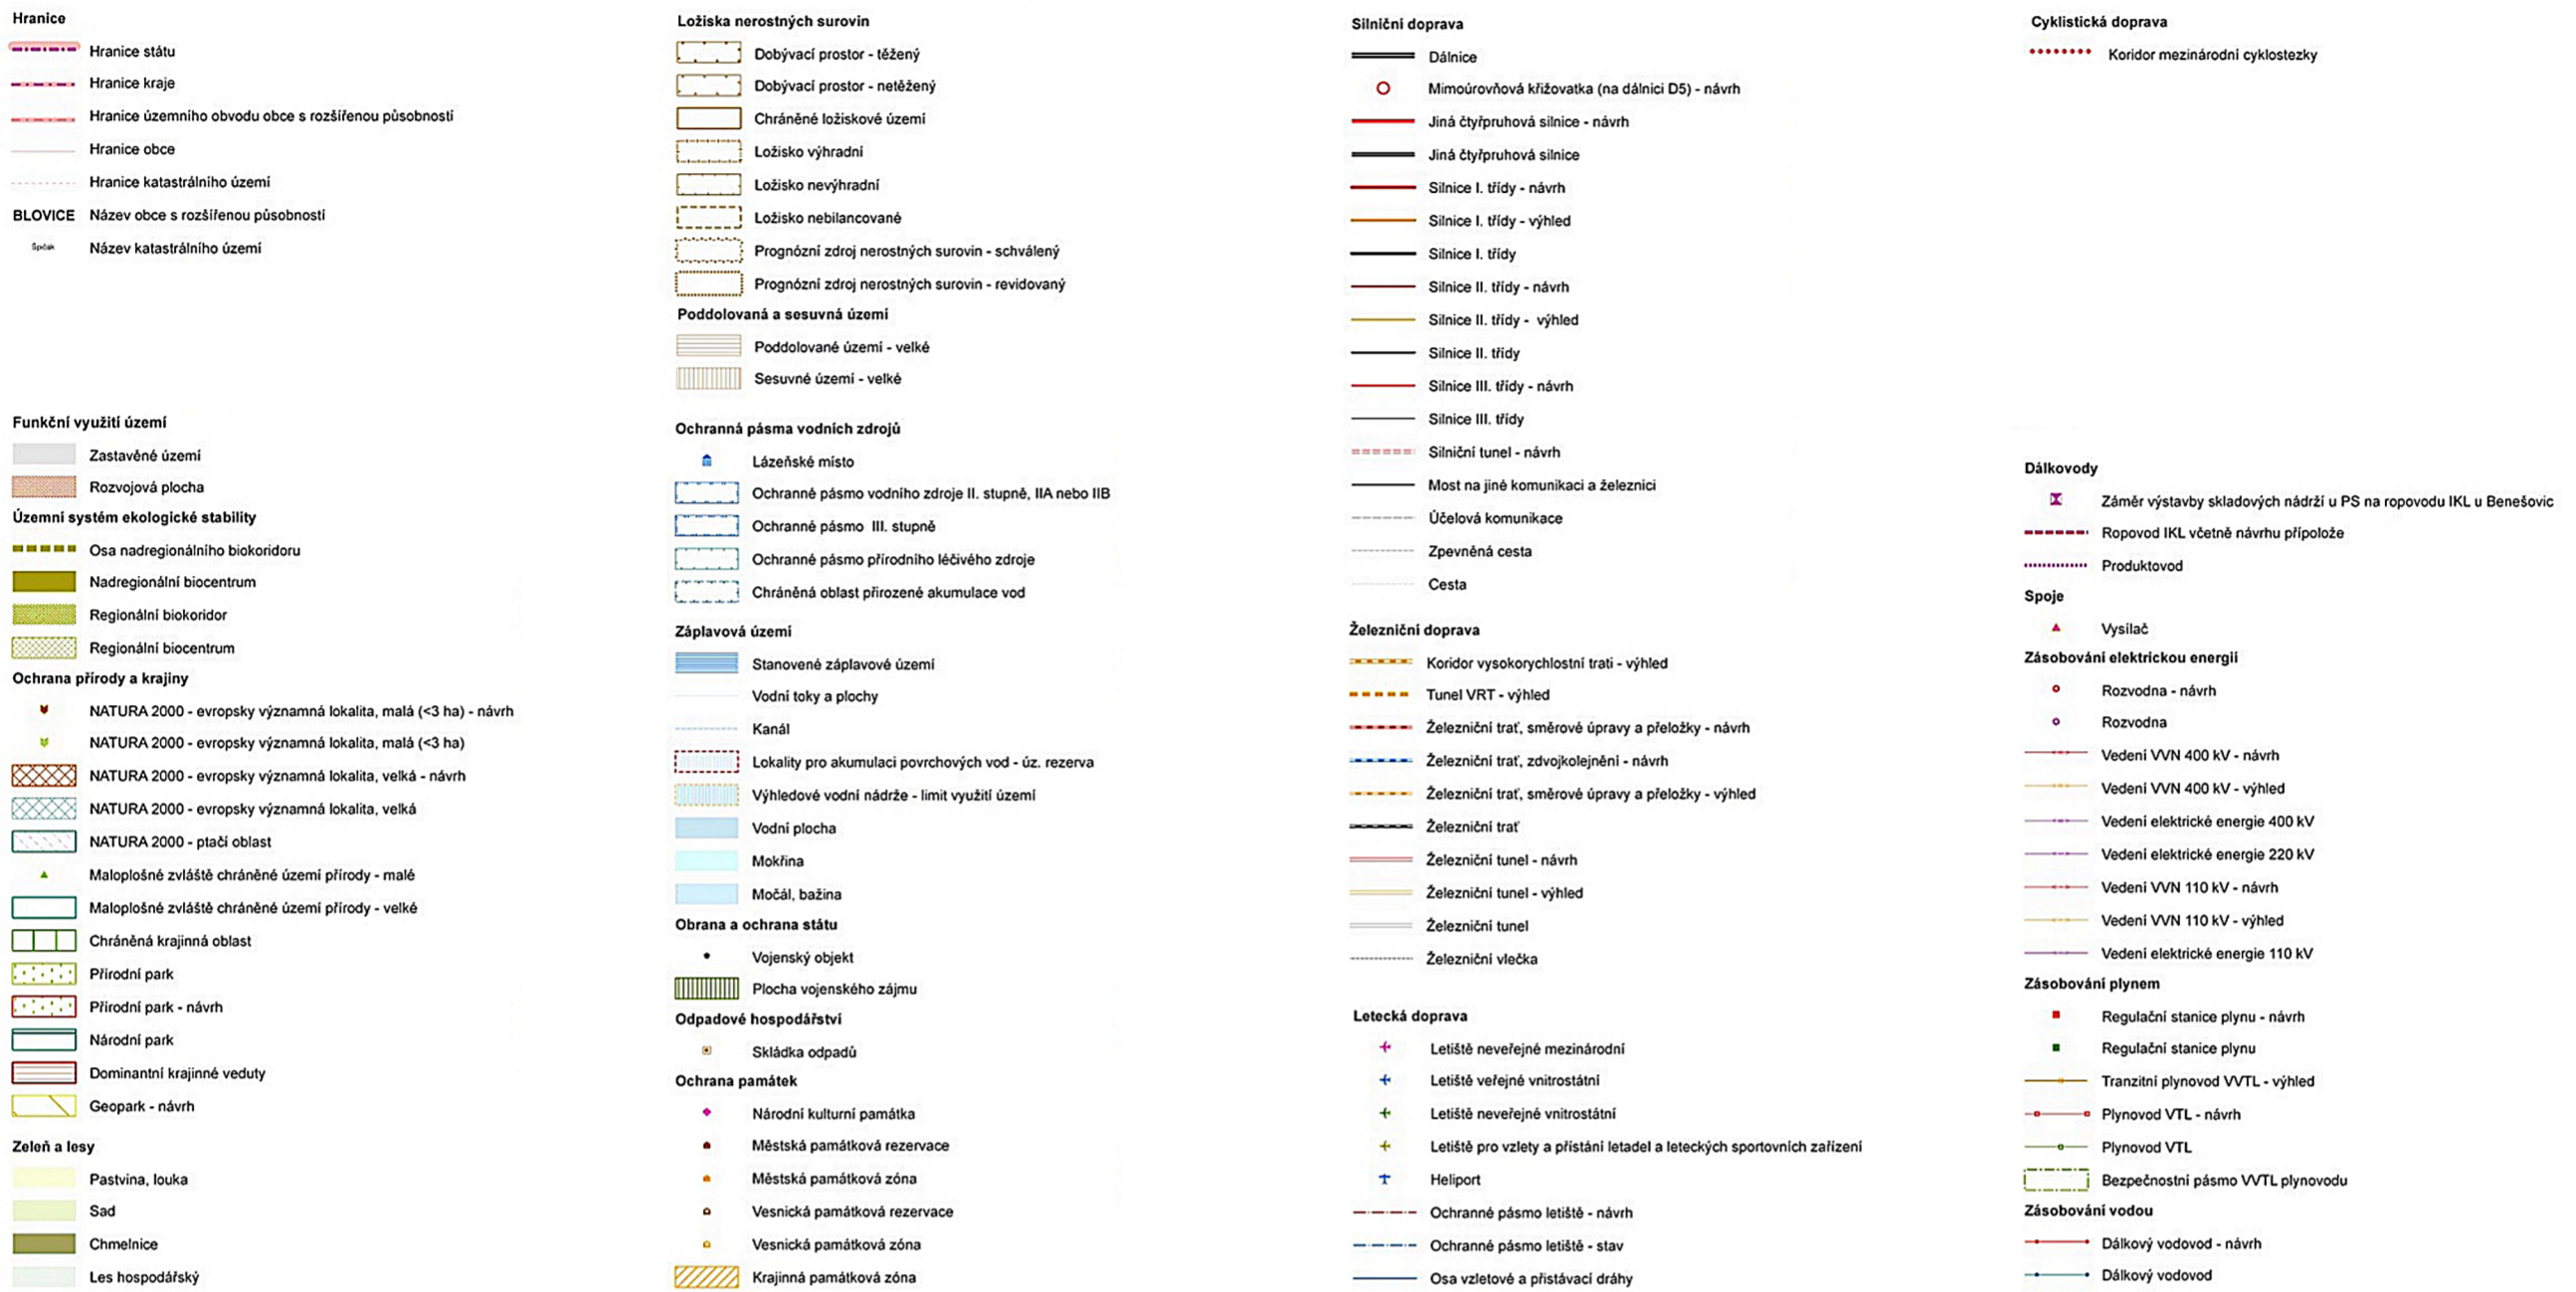 Hranice
Hranice státu
Hranice kraje
Hranice územního obvodu obce s rozšířenou působností
Hranice obce
Hranice katastrálního území
BLOVICE Název obce s rozšířenou působností
Špičák Název katastrálního území
Funkční využití území
Zastavěné území
Rozvojová plocha
Územní systém ekologické stability
Osa nadregionálního biokoridoru
Nadregionální biocentrum
Regionální biokoridor
Regionální biocentrum
Ochrana přírody a krajiny
NATURA 2000 - evropsky významná lokalita, malá (<3 ha) - návrh
NATURA 2000 - evropsky významná lokalita, malá (<3 ha)
NATURA 2000 - evropsky významná lokalita, velká - návrh
NATURA 2000 - evropsky významná lokalita, velká
NATURA 2000 - ptačí oblast
Maloplošné zvláště chráněné území přírody - malé
Maloplošné zvláště chráněné území přírody - velké
Chráněná krajinná oblast
Přírodní park
Přírodní park - návrh
Národní park
Dominantní krajinné veduty
Geopark - návrh
Zeleň a lesy
Pastvina, louka
Sad
Chmelnice
Les hospodářský
Ložiska nerostných surovin
Dobývací prostor - těžený
Dobývací prostor - netěžený
Chráněné ložiskové území
Ložisko výhradní
Ložisko nevýhradní
Ložisko nebilancované
Prognózní zdroj nerostných surovin - schválený
Prognózní zdroj nerostných surovin - revidovaný
Poddolovaná a sesuvná území
Poddolované území - velké
Sesuvné území - velké
Ochranná pásma vodních zdrojů
Lázeňské místo
Ochranné pásmo vodního zdroje II. stupně, IIA nebo IIB
Ochranné pásmo III. stupně
Ochranné pásmo přírodního léčivého zdroje
Chráněná oblast přirozené akumulace vod
Záplavová území
Stanovené záplavové území
Vodní toky a plochy
Kanál
Lokality pro akumulaci povrchových vod - úz. rezerva
Výhledové vodní nádrže - limit využití území
Vodní plocha
Mokřina
Močál, bažina
Obrana a ochrana státu
Vojenský objekt
Plocha vojenského zájmu
Odpadové hospodářství
Skládka odpadů
Ochrana památek
Národní kulturní památka
Městská památková rezervace
Městská památková zóna
Vesnická památková rezervace
Vesnická památková zóna
Krajinná památková zóna
Silniční doprava
Dálnice
Mimoúrovňová křižovatka (na dálnici D5) - návrh
Jiná čtyřpruhová silnice - návrh
Jiná čtyřpruhová silnice
Silnice I. třídy - návrh
Silnice I. třídy - výhled
Silnice I. třídy
Silnice II. třídy - návrh
Silnice II. třídy - výhled
Silnice II. třídy
Silnice III. třídy - návrh
Silnice III. třídy
Silniční tunel - návrh
Most na jiné komunikaci a železnici
Účelová komunikace
Zpevněná cesta
Cesta
Železniční doprava
Koridor vysokorychlostní trati - výhled
Tunel VRT - výhled
Železniční trať, směrové úpravy a přeložky - návrh
Železniční trať, zdvojkolejnění - návrh
Železniční trať, směrové úpravy a přeložky - výhled
Železniční trať
Železniční tunel - návrh
Železniční tunel - výhled
Železniční tunel
Železniční vlečka
Letecká doprava
Letiště neveřejné mezinárodní
Letiště veřejné vnitrostátní
Letiště neveřejné vnitrostátní
Letiště pro vzlety a přistání letadel a leteckých sportovních zařízení
Heliport
Ochranné pásmo letiště - návrh
Ochranné pásmo letiště - stav
Osa vzletové a přistávací dráhy
Cyklistická doprava
Koridor mezinárodní cyklostezky
Dálkovody
Záměr výstavby skladových nádrží u PS na ropovodu IKL u Benešovic
Ropovod IKL včetně návrhu přípolože
Produktovod
Spoje
Vysílač
Zásobování elektrickou energií
Rozvodna - návrh
Rozvodna
Vedení VVN 400 kV - návrh
Vedení VVN 400 kV - výhled
Vedení elektrické energie 400 kV
Vedení elektrické energie 220 kV
Vedení VVN 110 kV - návrh
Vedení VVN 110 kV - výhled
Vedení elektrické energie 110 kV
Zásobování plynem
Regulační stanice plynu - návrh
Regulační stanice plynu
Tranzitní plynovod VVTL - výhled
Plynovod VTL - návrh
Plynovod VTL
Bezpečnostní pásmo VVTL plynovodu
Zásobování vodou
Dálkový vodovod - návrh
Dálkový vodovod